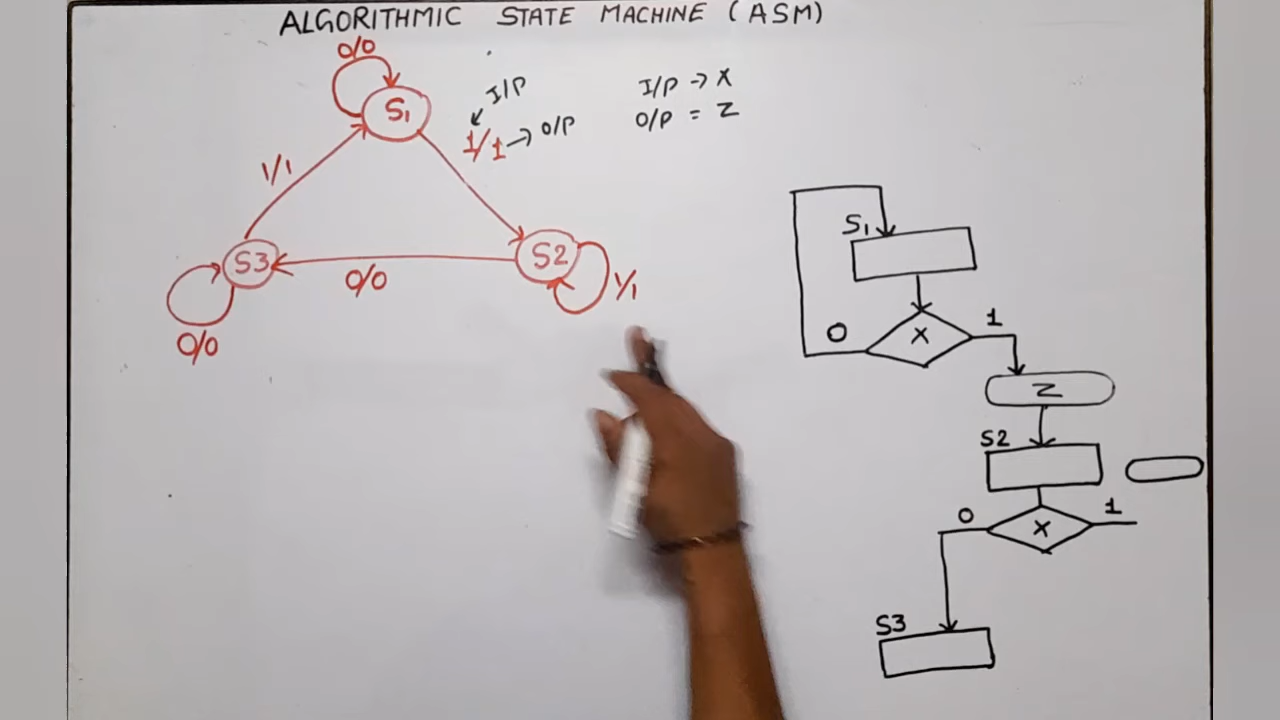 ALGORITHMIC STATE MACHINE (ASM)
0/0
S1
I/P
1/1 → O/P
I/P → X
O/P = Z
1/1
S3
0/0
S2
1/1
0/0
S1
X
0
1
Z
S2
X
0
1
S3